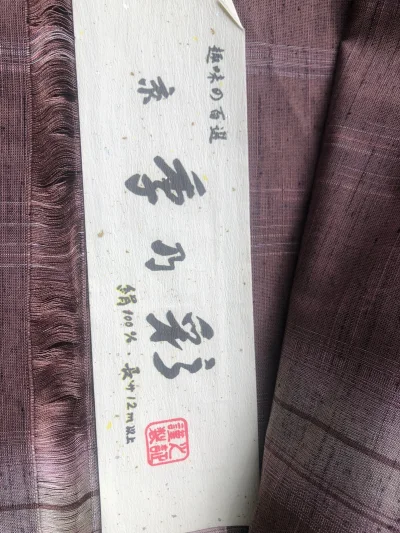 趣味の百選
京
季乃彩
絹100%、長サ12m以上